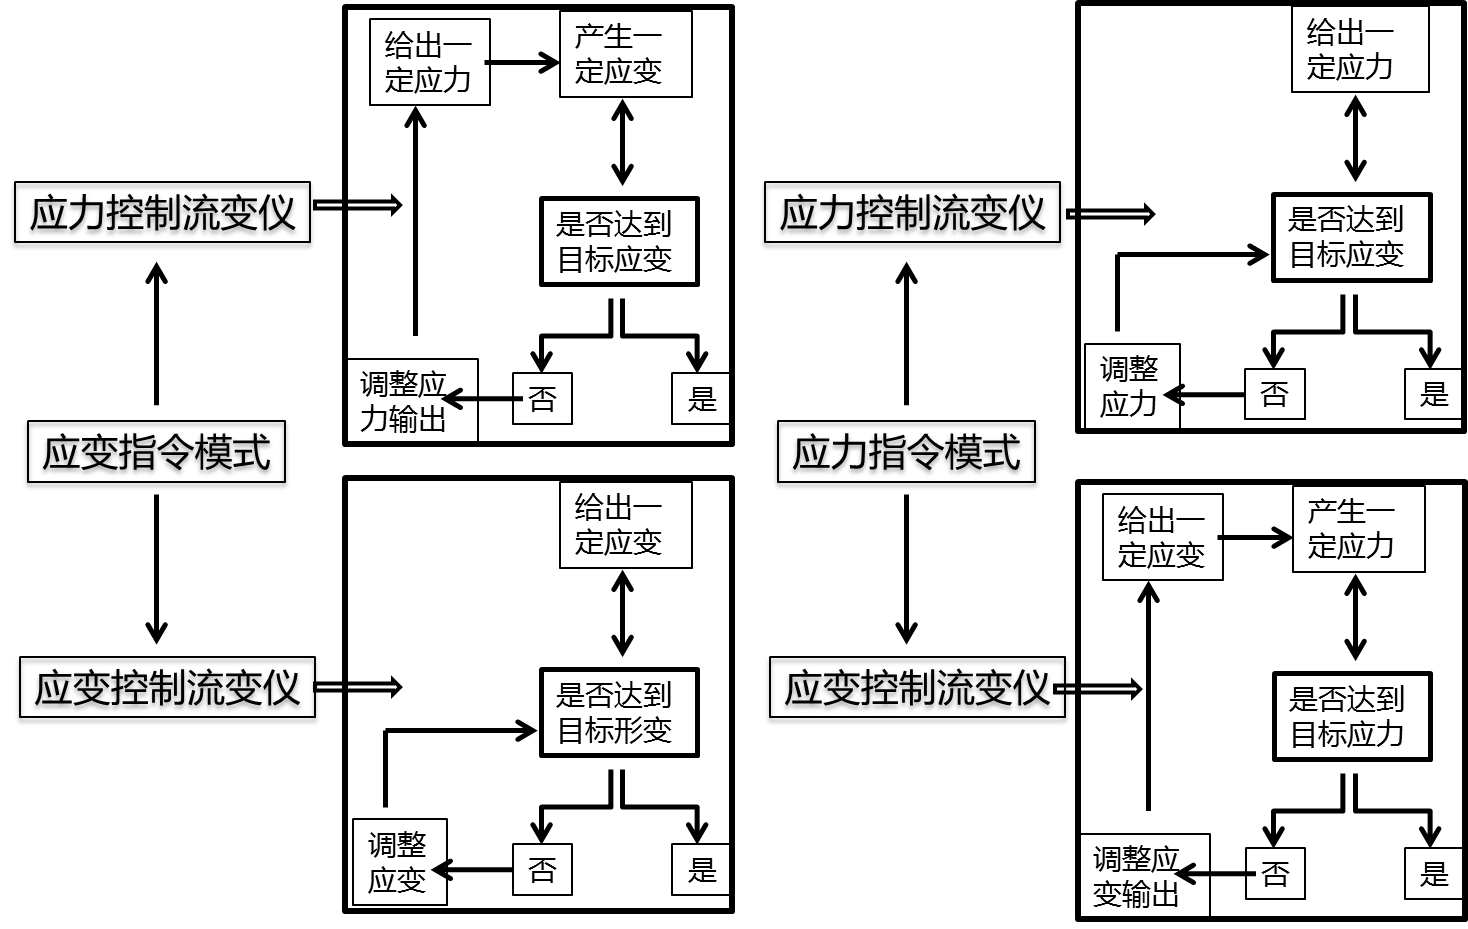 给出一
定应力
产生一
定应变
应力控制流变仪
是否达到
目标应变
调整应
力输出
否
是
应变指令模式
给出一
定应变
应变控制流变仪
是否达到
目标形变
调整
应变
否
是
给出一
定应力
应力控制流变仪
是否达到
目标应变
调整
应力
否
是
应力指令模式
给出一
定应变
产生一
定应力
应变控制流变仪
是否达到
目标应力
调整应
变输出
否
是